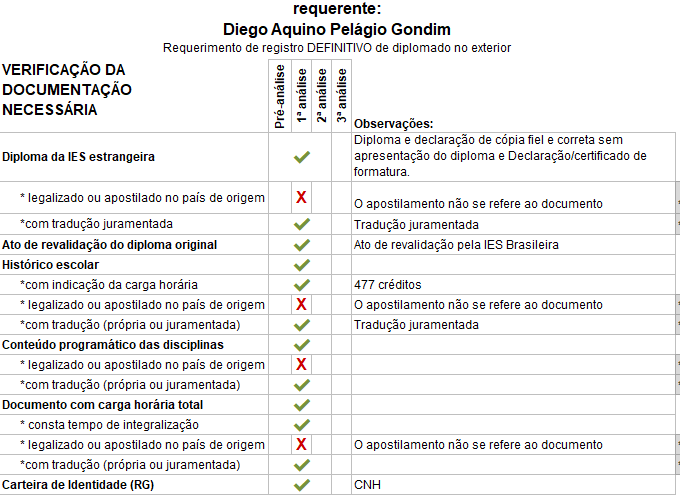 requerente:
Diego Aquino Pelágio Gondim
Requerimento de registro DEFINITIVO de diplomado no exterior
VERIFICAÇÃO DA
DOCUMENTAÇÃO
NECESSÁRIA
Pré-análise
1ª análise
2ª análise
3ª análise
Observações:
Diploma da IES estrangeira
Diploma e declaração de cópia fiel e correta sem
apresentação do diploma e Declaração/certificado de
formatura.
* legalizado ou apostilado no país de origem X O apostilamento não se refere ao documento
*com tradução juramentada Tradução juramentada
Ato de revalidação do diploma original Ato de revalidação pela IES Brasileira
Histórico escolar
*com indicação da carga horária 477 créditos
* legalizado ou apostilado no país de origem X O apostilamento não se refere ao documento
*com tradução (própria ou juramentada) Tradução juramentada
Conteúdo programático das disciplinas
* legalizado ou apostilado no país de origem X
*com tradução (própria ou juramentada)
Documento com carga horária total
* consta tempo de integralização
* legalizado ou apostilado no país de origem X O apostilamento não se refere ao documento
*com tradução (própria ou juramentada)
Carteira de Identidade (RG) CNH